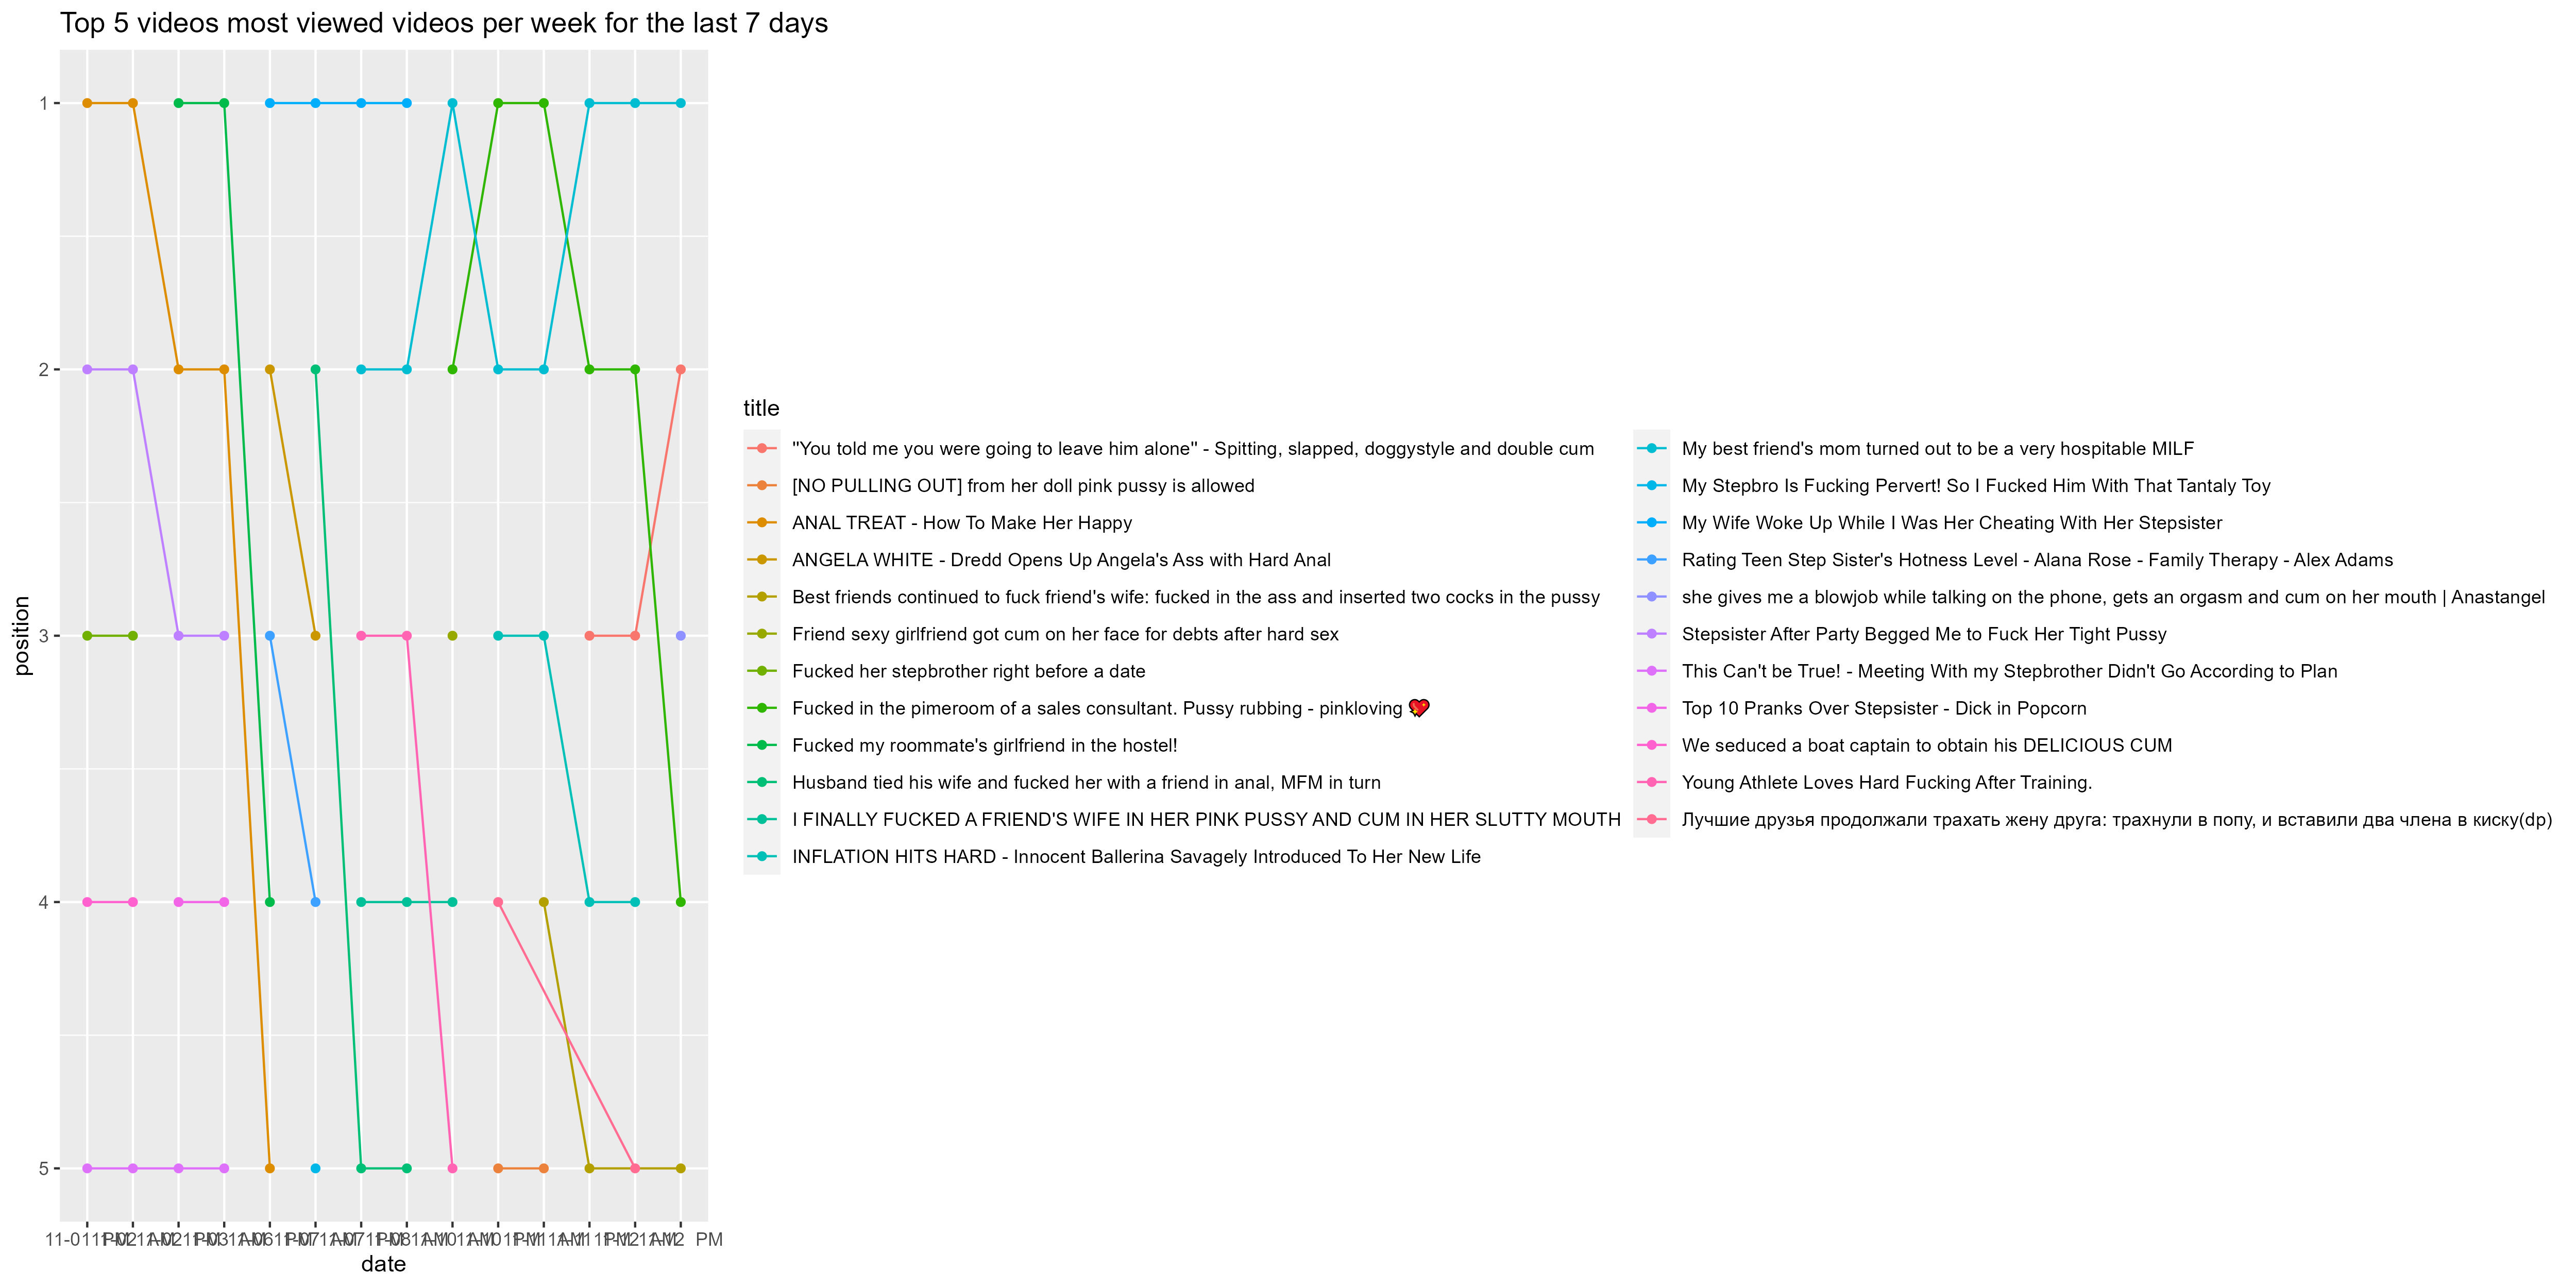 Top 5 videos most viewed videos per week for the last 7 days
1
2
3
4
5
position
date
title
"You told me you were going to leave him alone" - Spitting, slapped, doggystyle and double cum
[NO PULLING OUT] from her doll pink pussy is allowed
ANAL TREAT - How To Make Her Happy
ANGELA WHITE - Dredd Opens Up Angela's Ass with Hard Anal
Best friends continued to fuck friend's wife: fucked in the ass and inserted two cocks in the pussy
Friend sexy girlfriend got cum on her face for debts after hard sex
Fucked her stepbrother right before a date
Fucked in the pimeroom of a sales consultant. Pussy rubbing - pinkloving 💖
Fucked my roommate's girlfriend in the hostel!
Husband tied his wife and fucked her with a friend in anal, MFM in turn
I FINALLY FUCKED A FRIEND'S WIFE IN HER PINK PUSSY AND CUM IN HER SLUTTY MOUTH
INFLATION HITS HARD - Innocent Ballerina Savagely Introduced To Her New Life
My best friend's mom turned out to be a very hospitable MILF
My Stepbro Is Fucking Pervert! So I Fucked Him With That Tantaly Toy
My Wife Woke Up While I Was Her Cheating With Her Stepsister
Rating Teen Step Sister's Hotness Level - Alana Rose - Family Therapy - Alex Adams
she gives me a blowjob while talking on the phone, gets an orgasm and cum on her mouth | Anastangel
Stepsister After Party Begged Me to Fuck Her Tight Pussy
This Can't be True! - Meeting With my Stepbrother Didn't Go According to Plan
Top 10 Pranks Over Stepsister - Dick in Popcorn
We seduced a boat captain to obtain his DELICIOUS CUM
Young Athlete Loves Hard Fucking After Training.
Лучшие друзья продолжали трахать жену друга: трахнули в попу, и вставили два члена в киску(dp)